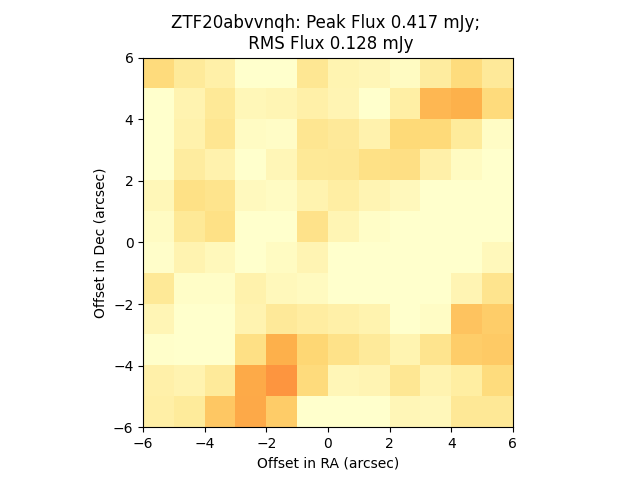 ZTF20abvvnqh: Peak Flux 0.417 mJy;
RMS Flux 0.128 mJy
6
4
2
0
−2
−4
−6
Offset in Dec (arcsec)
−6 −4 −2 0 2 4 6
Offset in RA (arcsec)